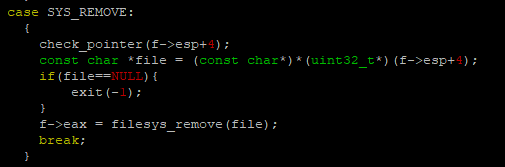 case SYS_REMOVE:
{
check_pointer(f->esp+4);
const char *file = (const char*)*(uint32_t*)(f->esp+4);
if(file==NULL){
exit(-1);
}
f->eax = filesys_remove(file);
break;
}